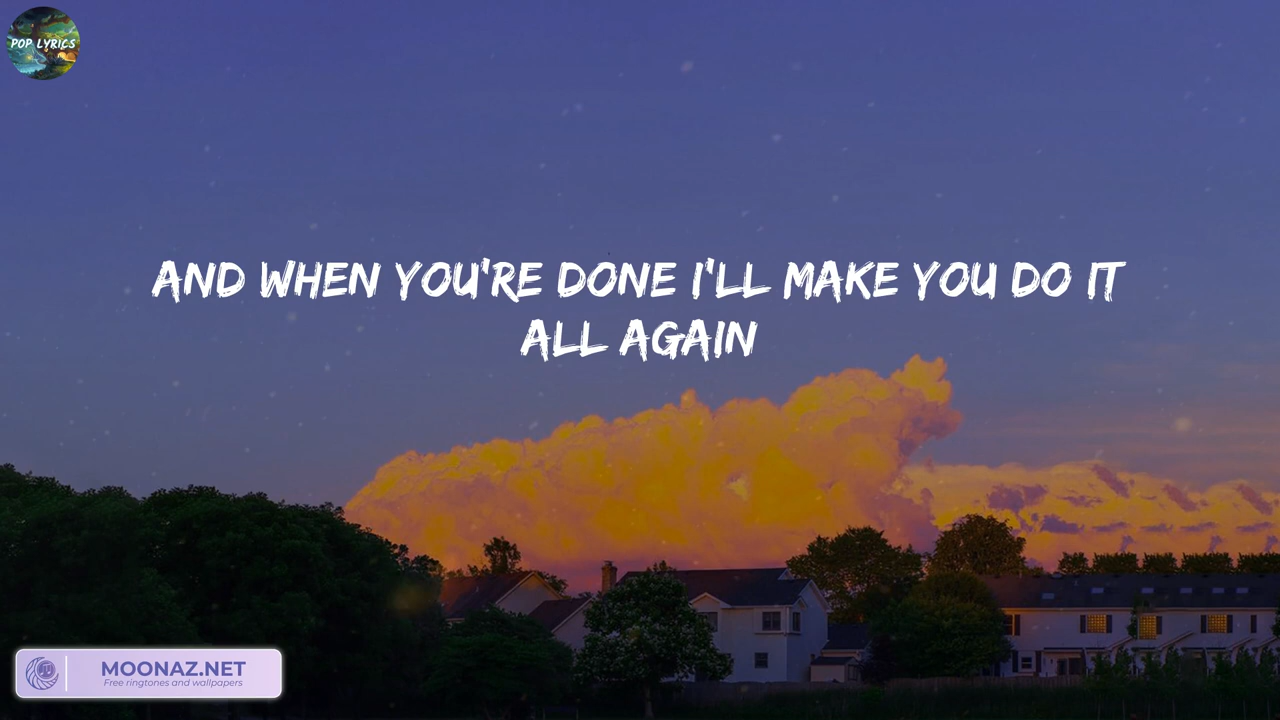 POP LYRICS
AND WHEN YOU'RE DONE I'LL MAKE YOU DO IT
ALL AGAIN
MOONAZ.NET
Free ringtones and wallpapers